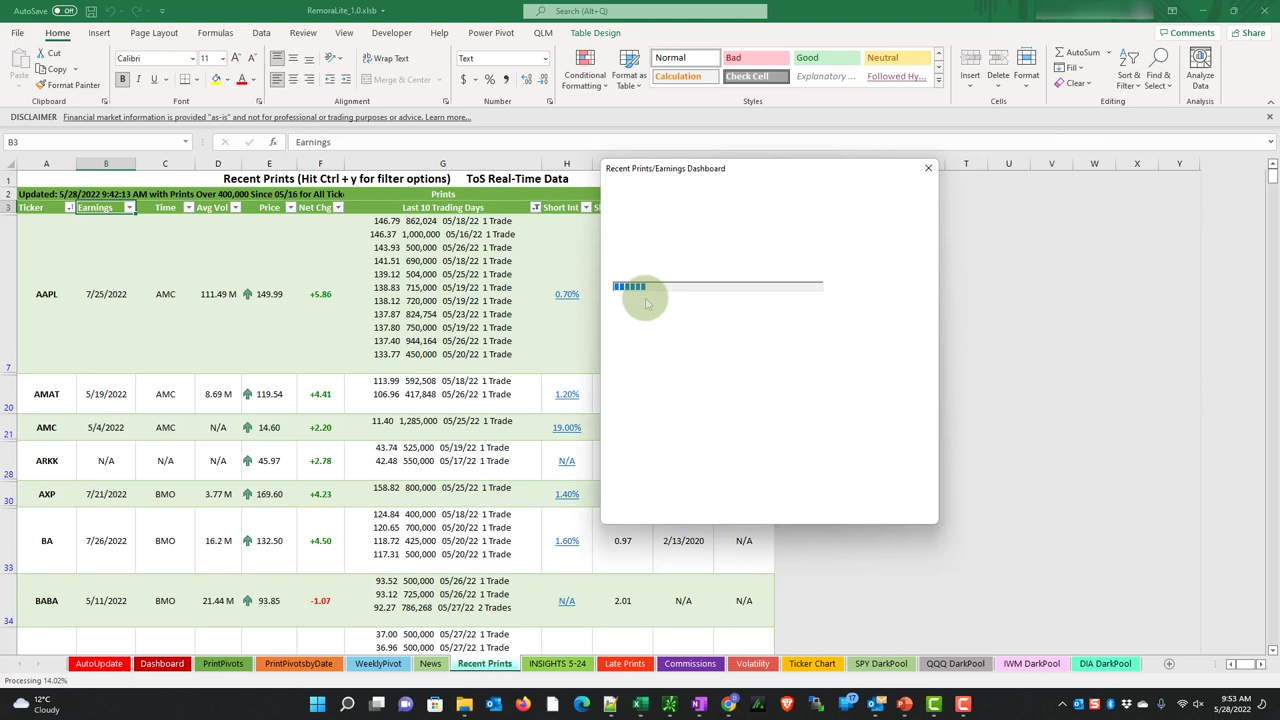 AutoSave Off RemoraLite_1.0.xlsb Search (Alt+Q)
File Home Insert Page Layout Formulas Data Review View Developer Help Power Pivot QLM Table Design Comments Share
Paste Cut Copy Format Painter Clipboard
Calibri 11 B I U Font
Wrap Text Merge & Center Alignment
Text $ % Number
Conditional Formatting Format as Table
Normal Bad Good Neutral
Calculation Check Cell Explanatory ... Followed Hy...
Styles
Insert Delete Format Cells
AutoSum Fill Clear Sort & Filter Find & Select Editing
Analyze Data Analysis
DISCLAIMER Financial market information is provided "as-is" and not for professional or trading purposes or advice. Learn more...
B3 fx Earnings
A B C D E F G H T U V W X Y
Recent Prints (Hit Ctrl + y for filter options) ToS Real-Time Data
2 Updated: 5/28/2022 9:42:13 AM with Prints Over 400,000 Since 05/16 for All Ticke Prints
Ticker Earnings Time Avg Vol Price Net Chg Last 10 Trading Days Short Int
146.79 862,024 05/18/22 1 Trade
146.37 1,000,000 05/16/22 1 Trade
143.93 500,000 05/26/22 1 Trade
141.51 690,000 05/18/22 1 Trade
139.12 504,000 05/25/22 1 Trade
138.83 715,000 05/19/22 1 Trade
138.12 720,000 05/19/22 1 Trade
137.87 824,754 05/23/22 1 Trade
137.80 750,000 05/19/22 1 Trade
137.40 944,164 05/26/22 1 Trade
133.77 450,000 05/20/22 1 Trade
7 AAPL 7/25/2022 AMC 111.49 M 149.99 +5.86 0.70%
113.99 592,508 05/18/22 1 Trade
106.96 417,848 05/26/22 1 Trade
20 AMAT 5/19/2022 AMC 8.69 M 119.54 +4.41 1.20%
11.40 1,285,000 05/25/22 1 Trade
21 AMC 5/4/2022 AMC N/A 14.60 +2.20 19.00%
43.74 525,000 05/19/22 1 Trade
42.48 550,000 05/17/22 1 Trade
28 ARKK N/A N/A N/A 45.97 +2.78 N/A
158.82 800,000 05/25/22 1 Trade
30 AXP 7/21/2022 BMO 3.77 M 169.60 +4.23 1.40%
124.84 400,000 05/18/22 1 Trade
120.65 700,000 05/20/22 1 Trade
118.72 425,000 05/20/22 1 Trade
117.31 500,000 05/20/22 1 Trade
33 BA 7/26/2022 BMO 16.2 M 132.50 +4.50 1.60% 0.97 2/13/2020 N/A
93.52 500,000 05/26/22 1 Trade
93.12 725,000 05/26/22 1 Trade
92.27 786,268 05/27/22 2 Trades
34 BABA 5/11/2022 BMO 21.44 M 93.85 -1.07 N/A 2.01 N/A N/A
37.00 500,000 05/27/22 1 Trade
36.96 500,000 05/27/22 1 Trade
Recent Prints/Earnings Dashboard
AutoUpdate Dashboard PrintPivots PrintPivotsbyDate WeeklyPivot News Recent Prints INSIGHTS 5-24 Late Prints Commissions Volatility Ticker Chart SPY DarkPool QQQ DarkPool IWM DarkPool DIA DarkPool
Processing 14.02%
12°C
Cloudy
17
9:53 AM
5/28/2022